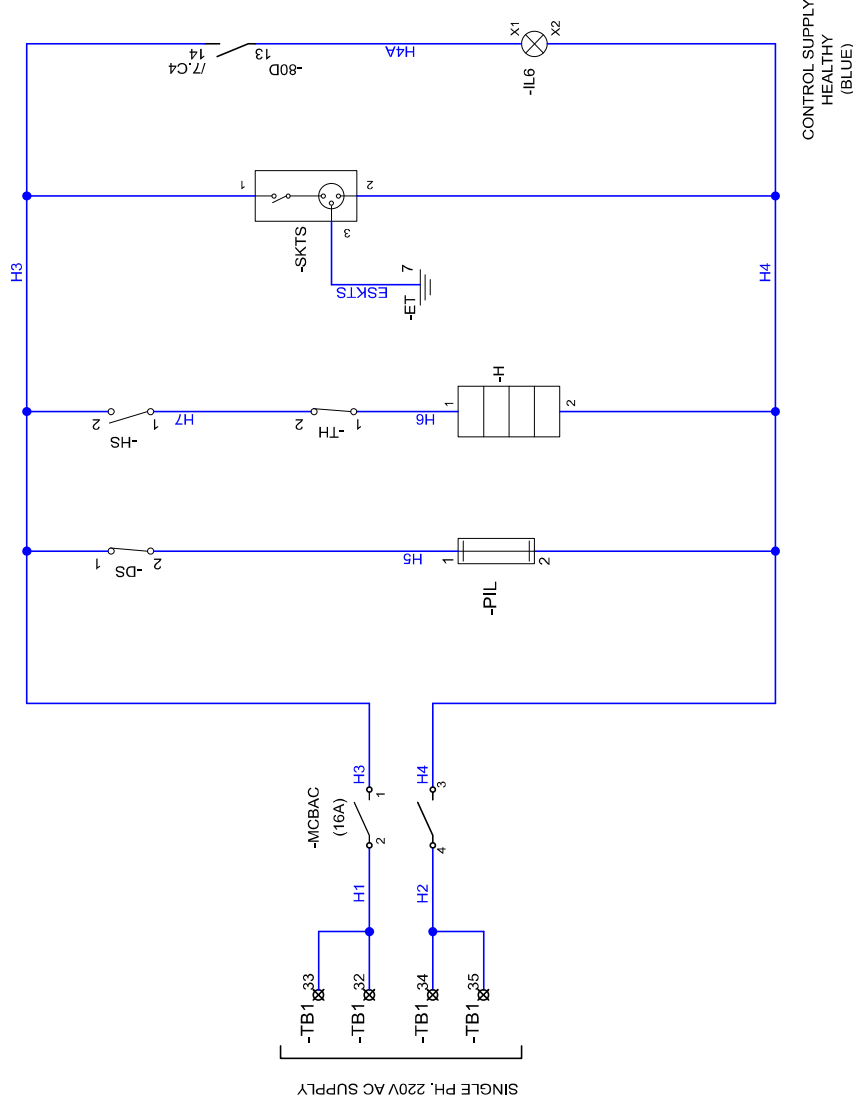 CONTROL SUPPLY
HEALTHY
(BLUE)
/7.C4
14
13
-80D
H4A
X1
X2
-IL6
1
2
3
-SKTS
ESKTS
-ET
7
H3
H4
2
1
-HS
H7
2
1
-TH
H6
1
2
-H
1
2
-DS
H5
1
2
-PIL
-MCBAC
(16A)
H3
1
2
H1
H4
3
4
H2
-TB1 33
-TB1 32
-TB1 34
-TB1 35
SINGLE PH. 220V AC SUPPLY